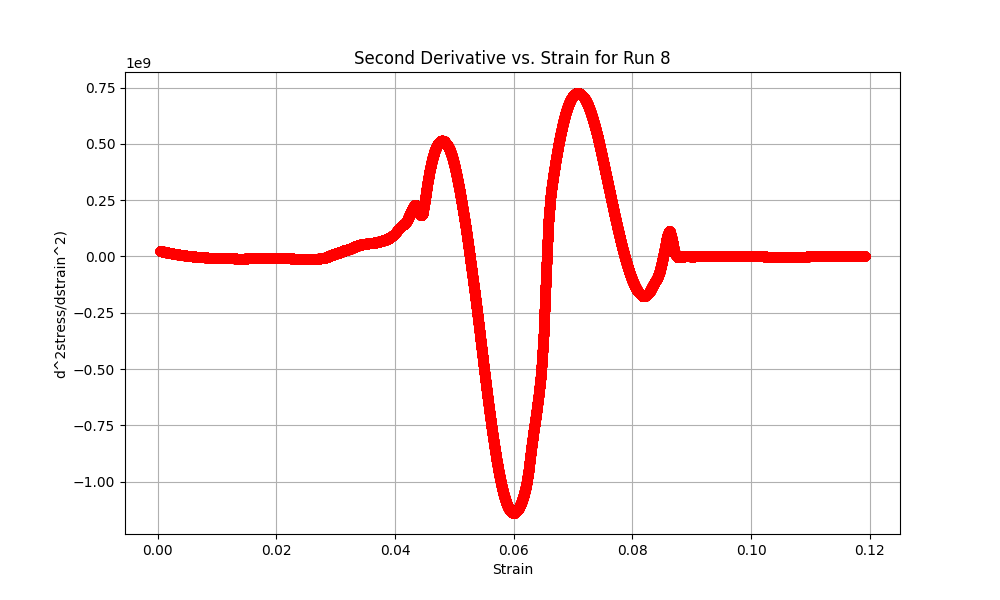 Second Derivative vs. Strain for Run 8
1e9
0.75
0.50
0.25
0.00
−0.25
−0.50
−0.75
−1.00
d^2stress/dstrain^2)
0.00 0.02 0.04 0.06 0.08 0.10 0.12
Strain